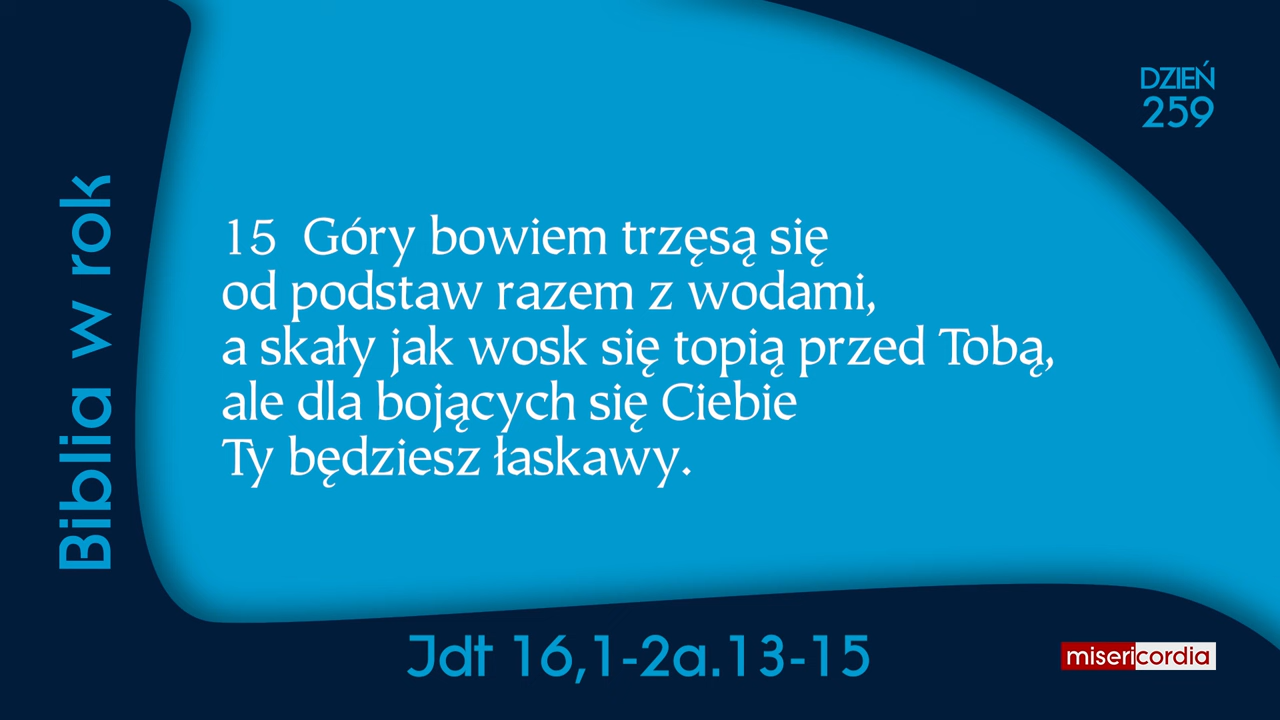 DZIEŃ
259
Biblia w rok
15 Góry bowiem trzęsą się
od podstaw razem z wodami,
a skały jak wosk się topią przed Tobą,
ale dla bojących się Ciebie
Ty będziesz łaskawy.
Jdt 16,1-2a.13-15
misericordia